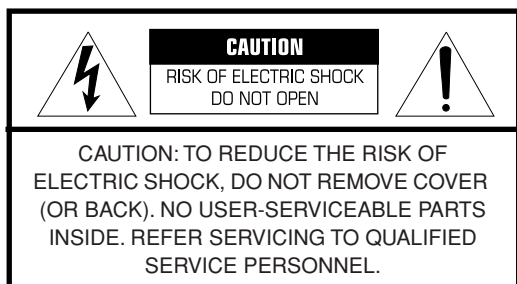 CAUTION
RISK OF ELECTRIC SHOCK
DO NOT OPEN
CAUTION: TO REDUCE THE RISK OF
ELECTRIC SHOCK, DO NOT REMOVE COVER
(OR BACK). NO USER-SERVICEABLE PARTS
INSIDE. REFER SERVICING TO QUALIFIED
SERVICE PERSONNEL.